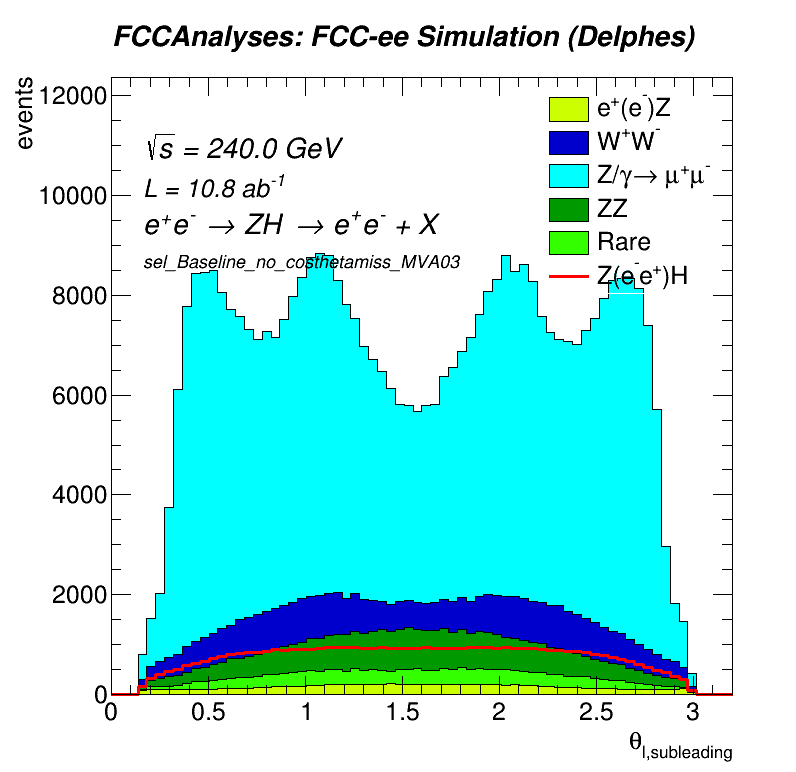 FCCAnalyses: FCC-ee Simulation (Delphes)
events
12000
10000
8000
6000
4000
2000
0
√s = 240.0 GeV
L = 10.8 ab⁻¹
e⁺e⁻ → ZH → e⁺e⁻ + X
sel_Baseline_no_costhetamiss_MVA03
e⁺(e⁻)Z
W⁺W⁻
Z/γ→ μ⁺μ⁻
ZZ
Rare
Z(e⁻e⁺)H
0 0.5 1 1.5 2 2.5 3
θl,subleading